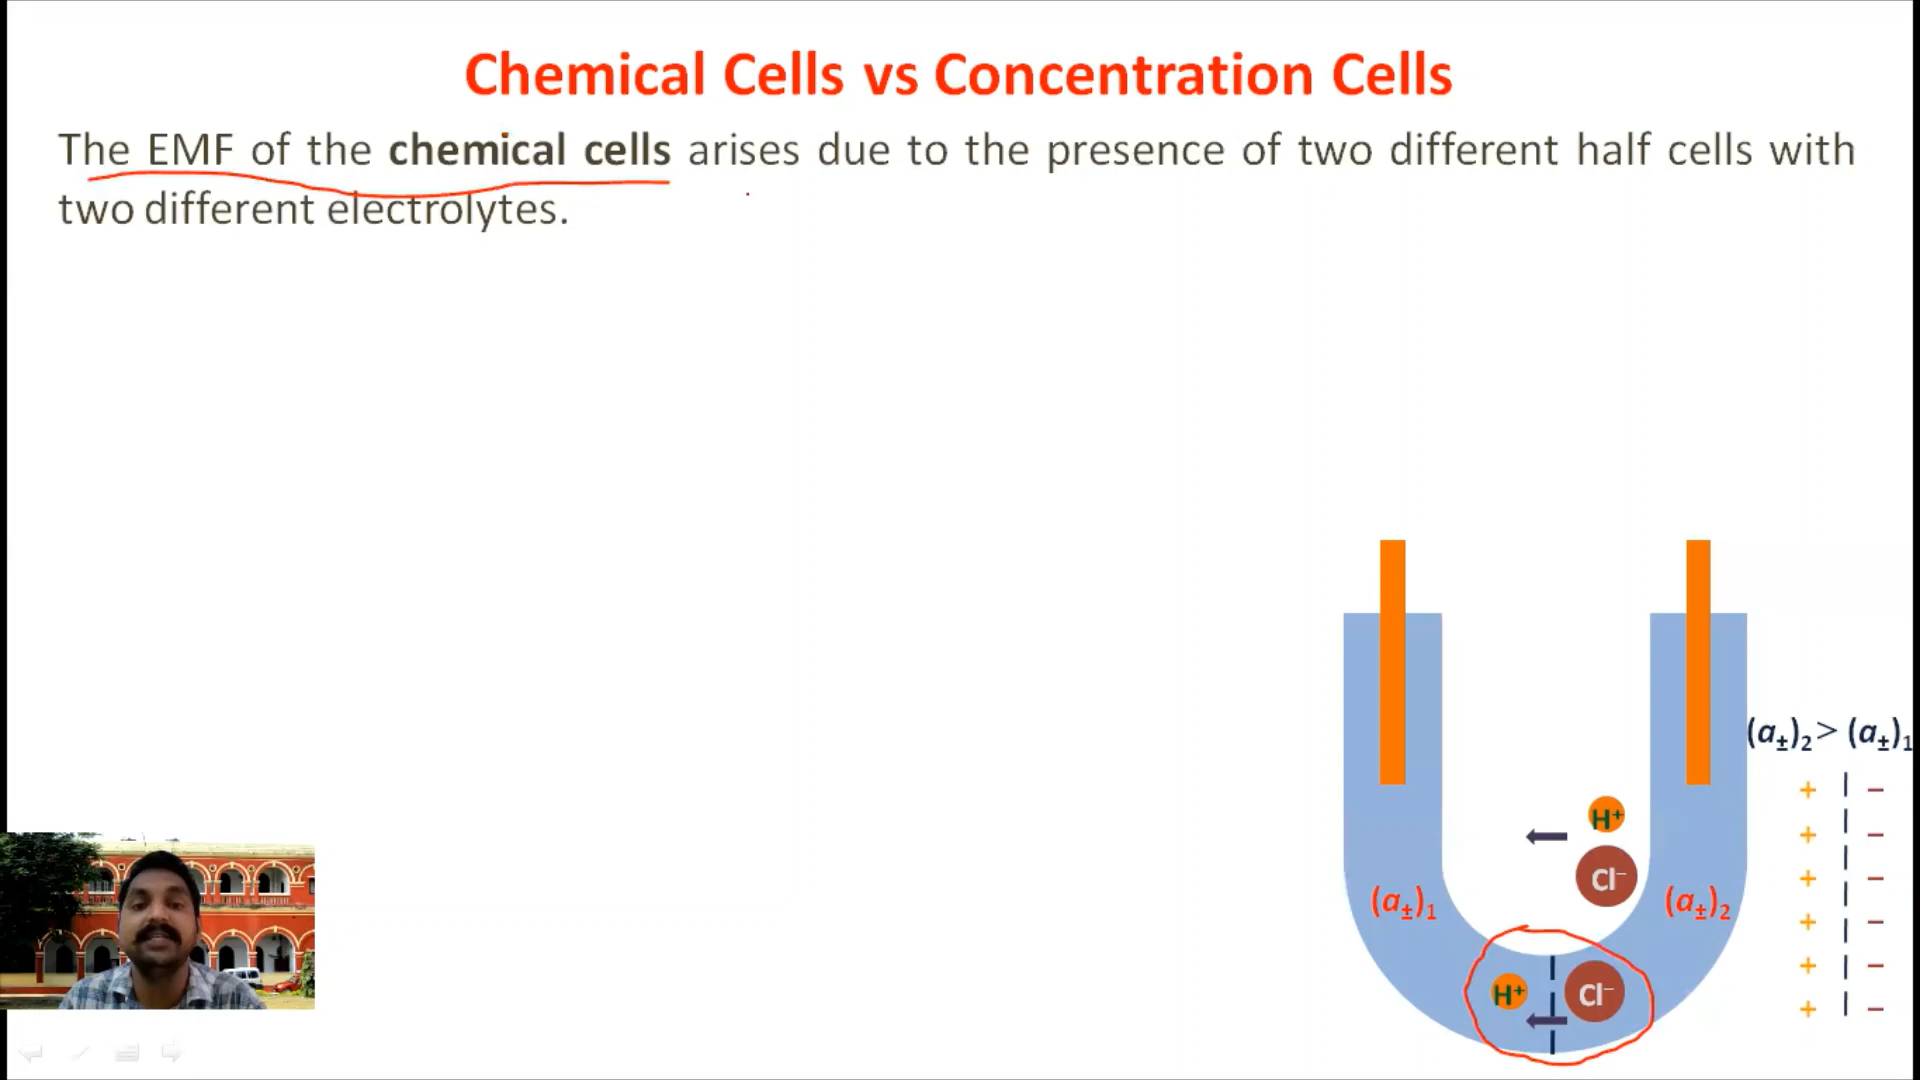 Chemical Cells vs Concentration Cells
The EMF of the chemical cells arises due to the presence of two different half cells with
two different electrolytes.
(a±)₂ > (a±)₁
+ | −
+ | −
+ | −
+ | −
+ | −
+ | −
H⁺
Cl⁻
(a±)₁
(a±)₂
H⁺
Cl⁻